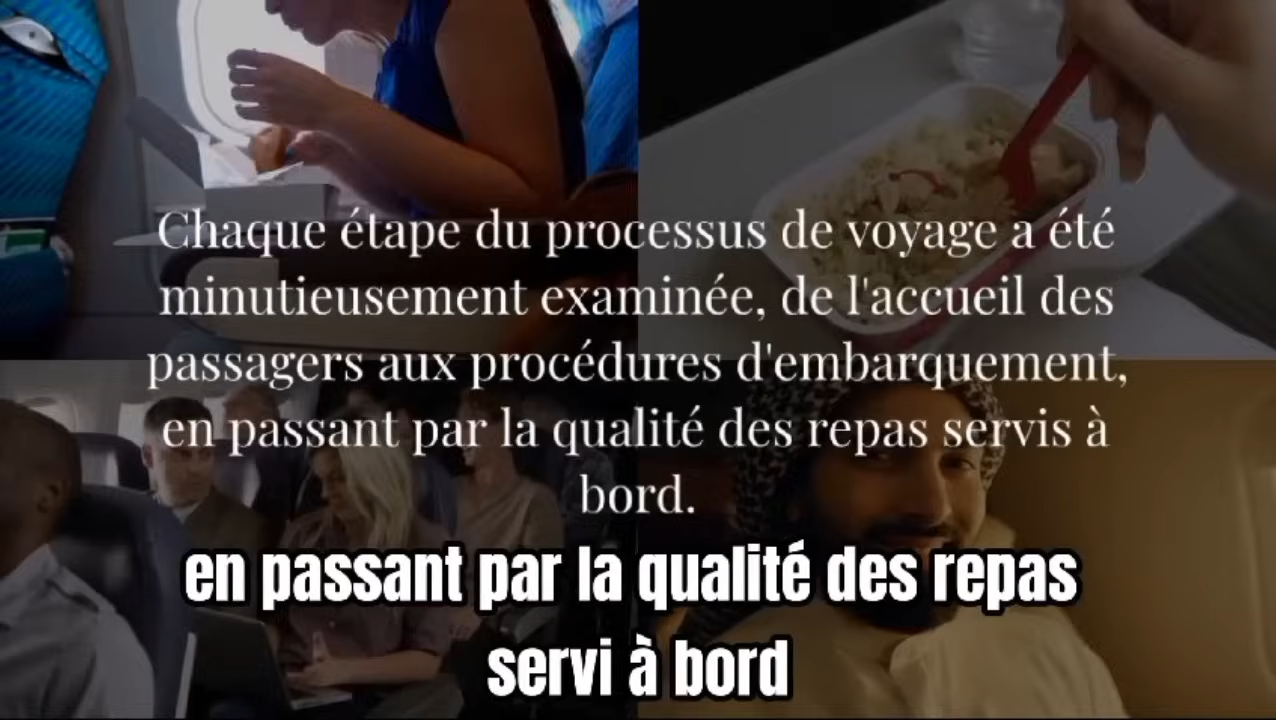 Chaque étape du processus de voyage a été
minutieusement examinée, de l'accueil des
passagers aux procédures d'embarquement,
en passant par la qualité des repas servis à
bord.
en passant par la qualité des repas
servi à bord